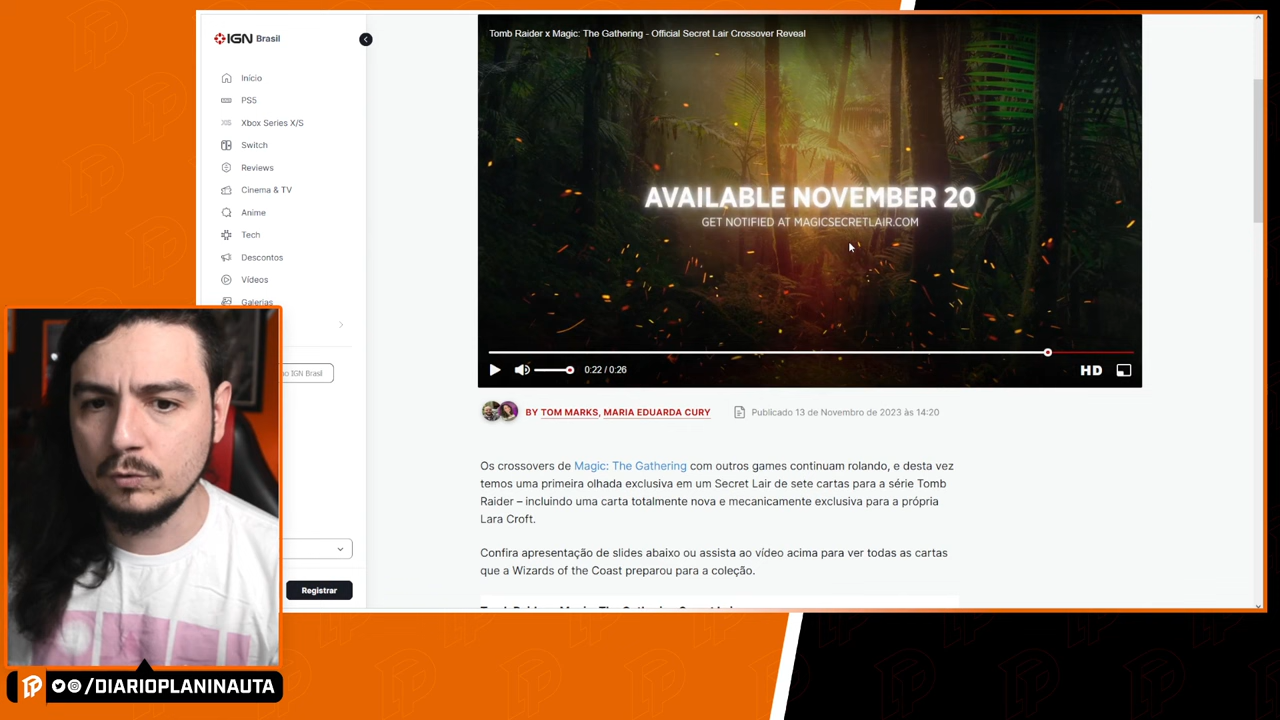 IGN Brasil
Início
PS5
Xbox Series X/S
Switch
Reviews
Cinema & TV
Anime
Tech
Descontos
Vídeos
Galerias
no IGN Brasil
Registrar
Tomb Raider x Magic: The Gathering - Official Secret Lair Crossover Reveal
AVAILABLE NOVEMBER 20
GET NOTIFIED AT MAGICSECRETLAIR.COM
0:22 / 0:26
HD
BY TOM MARKS, MARIA EDUARDA CURY
Publicado 13 de Novembro de 2023 às 14:20
Os crossovers de Magic: The Gathering com outros games continuam rolando, e desta vez
temos uma primeira olhada exclusiva em um Secret Lair de sete cartas para a série Tomb
Raider – incluindo uma carta totalmente nova e mecanicamente exclusiva para a própria
Lara Croft.
Confira apresentação de slides abaixo ou assista ao vídeo acima para ver todas as cartas
que a Wizards of the Coast preparou para a coleção.
/DIARIOPLANINAUTA